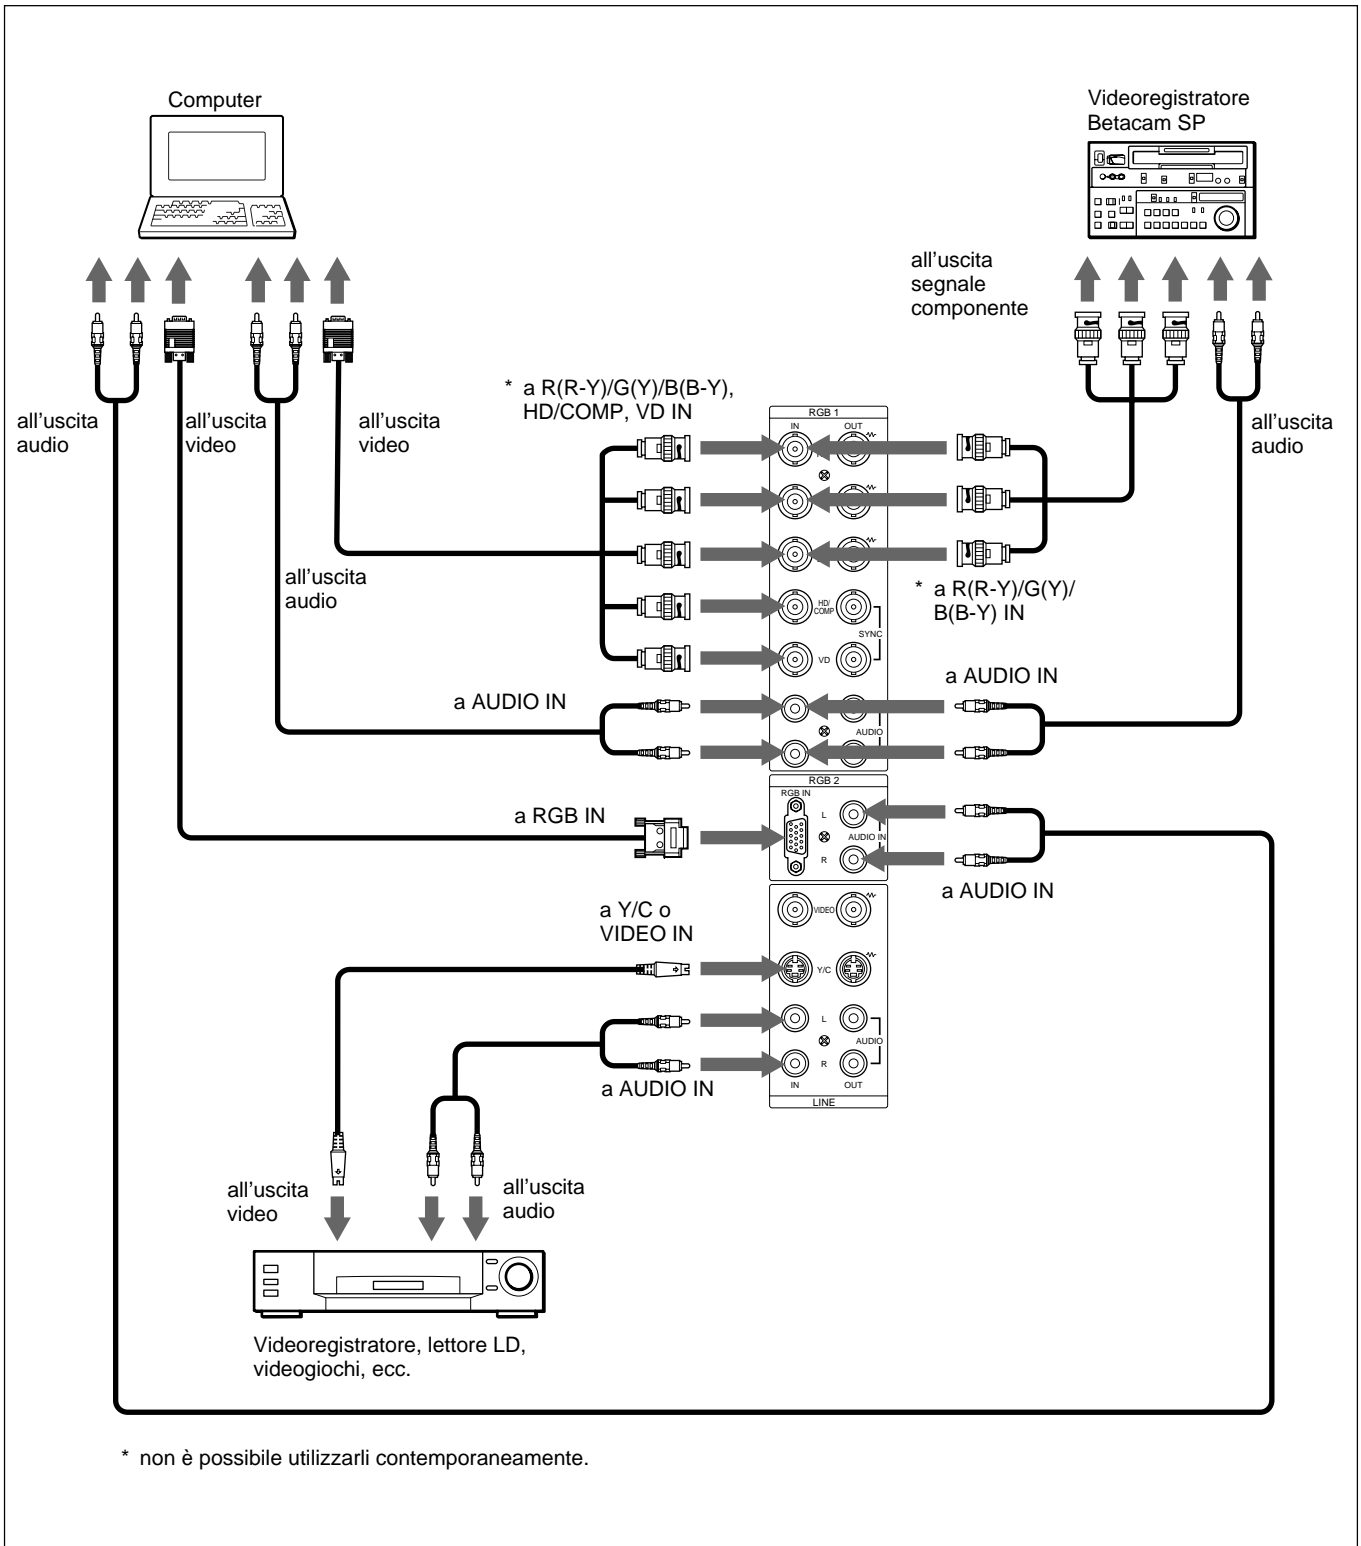 Computer
Videoregistratore
Betacam SP
all'uscita
segnale
componente
* a R(R-Y)/G(Y)/B(B-Y),
HD/COMP, VD IN
all'uscita
audio
all'uscita
video
all'uscita
video
all'uscita
audio
RGB 1
IN
OUT
all'uscita
audio
* a R(R-Y)/G(Y)/
B(B-Y) IN
HD/
COMP
SYNC
VD
a AUDIO IN
a AUDIO IN
AUDIO
RGB 2
RGB IN
L
AUDIO IN
R
a RGB IN
a AUDIO IN
a Y/C o
VIDEO IN
VIDEO
Y/C
L
AUDIO
R
IN
OUT
LINE
a AUDIO IN
all'uscita
video
all'uscita
audio
Videoregistratore, lettore LD,
videogiochi, ecc.
* non è possibile utilizzarli contemporaneamente.